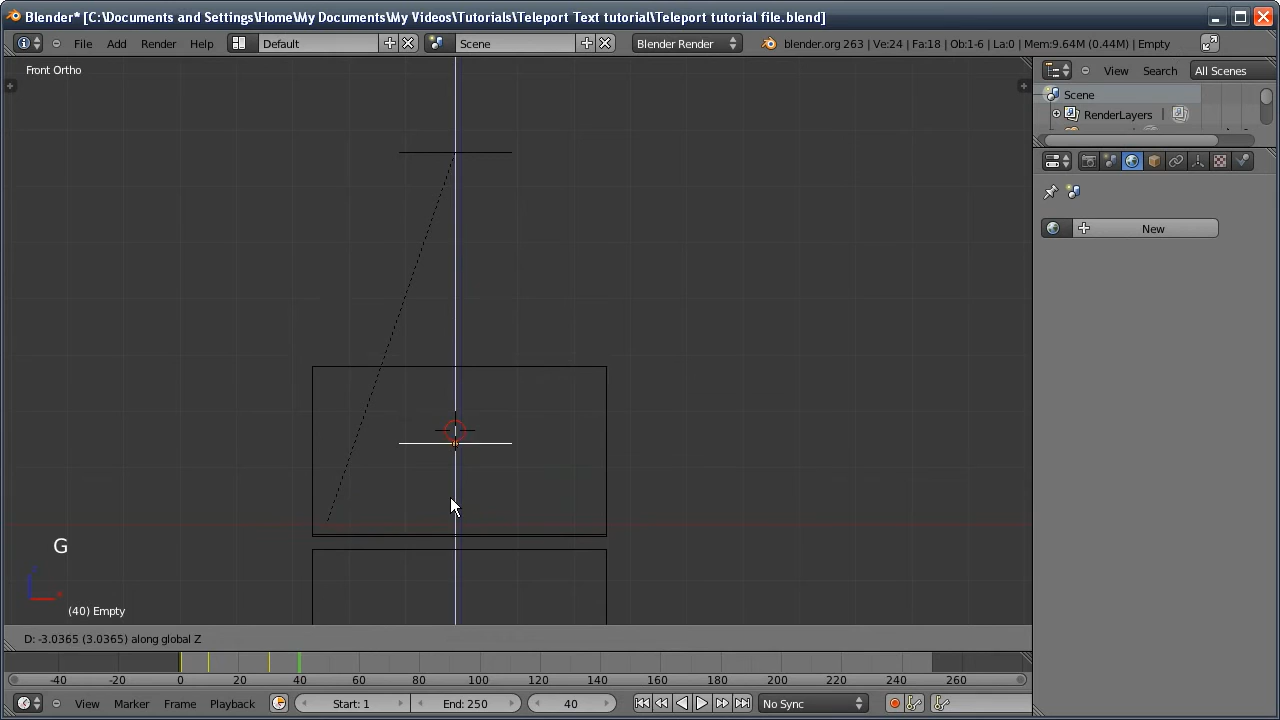 Blender* [C:\Documents and Settings\Home\My Documents\My Videos\Tutorials\Teleport Text tutorial\Teleport tutorial file.blend]
File Add Render Help Default Scene Blender Render blender.org 263 | Ve:24 | Fa:18 | Ob:1-6 | La:0 | Mem:9.64M (0.44M) | Empty
Front Ortho
View Search All Scenes
Scene
RenderLayers |
New
G
(40) Empty
D: -3.0365 (3.0365) along global Z
-40 -20 0 20 40 60 80 100 120 140 160 180 200 220 240 260
View Marker Frame Playback Start: 1 End: 250 40 No Sync